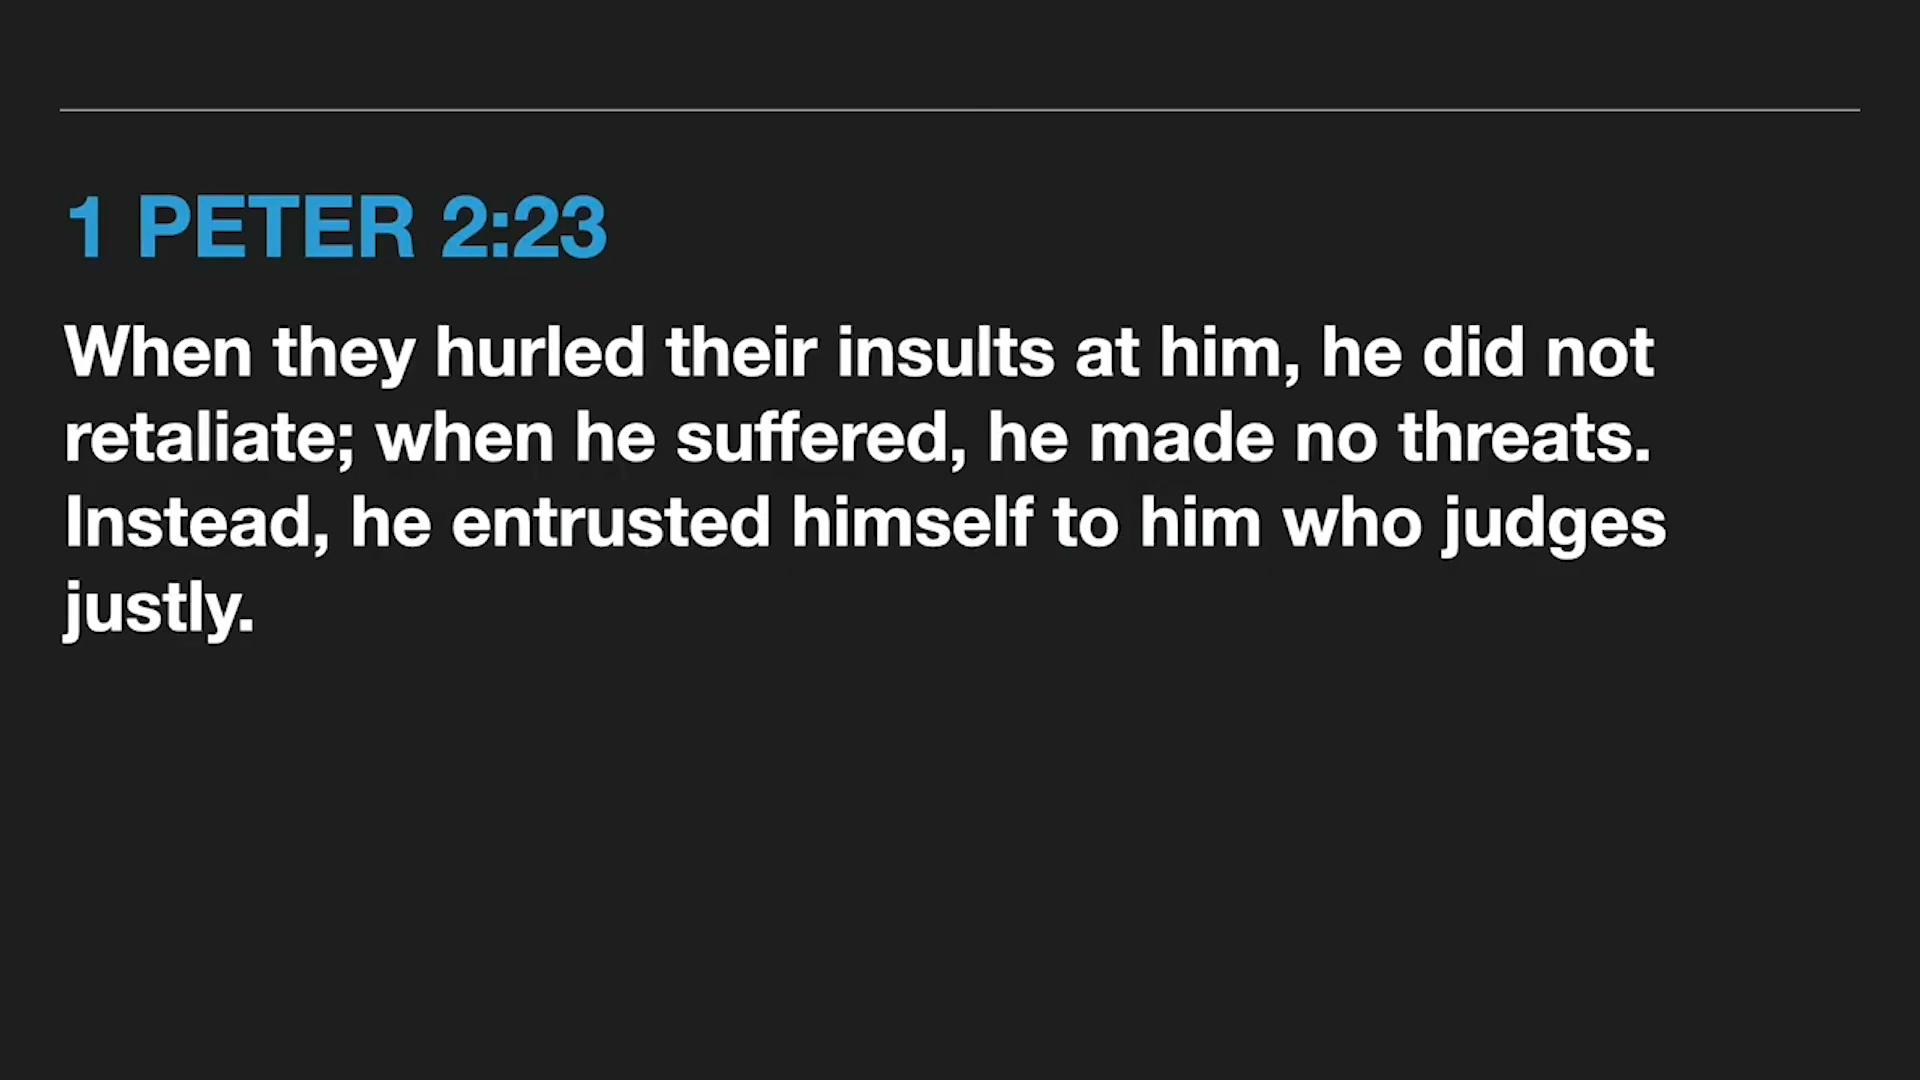 1 PETER 2:23
When they hurled their insults at him, he did not
retaliate; when he suffered, he made no threats.
Instead, he entrusted himself to him who judges
justly.